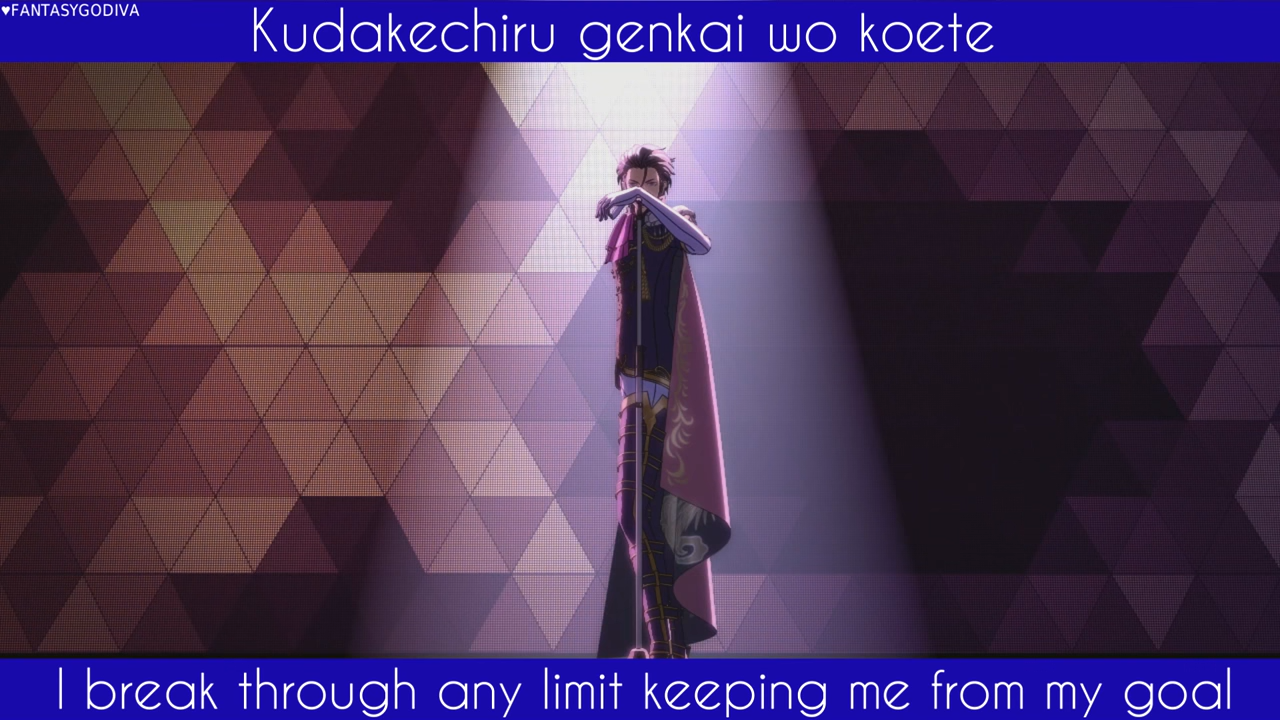 ♥FANTASYGODIVA
Kudakechiru genkai wo koete
I break through any limit keeping me from my goal